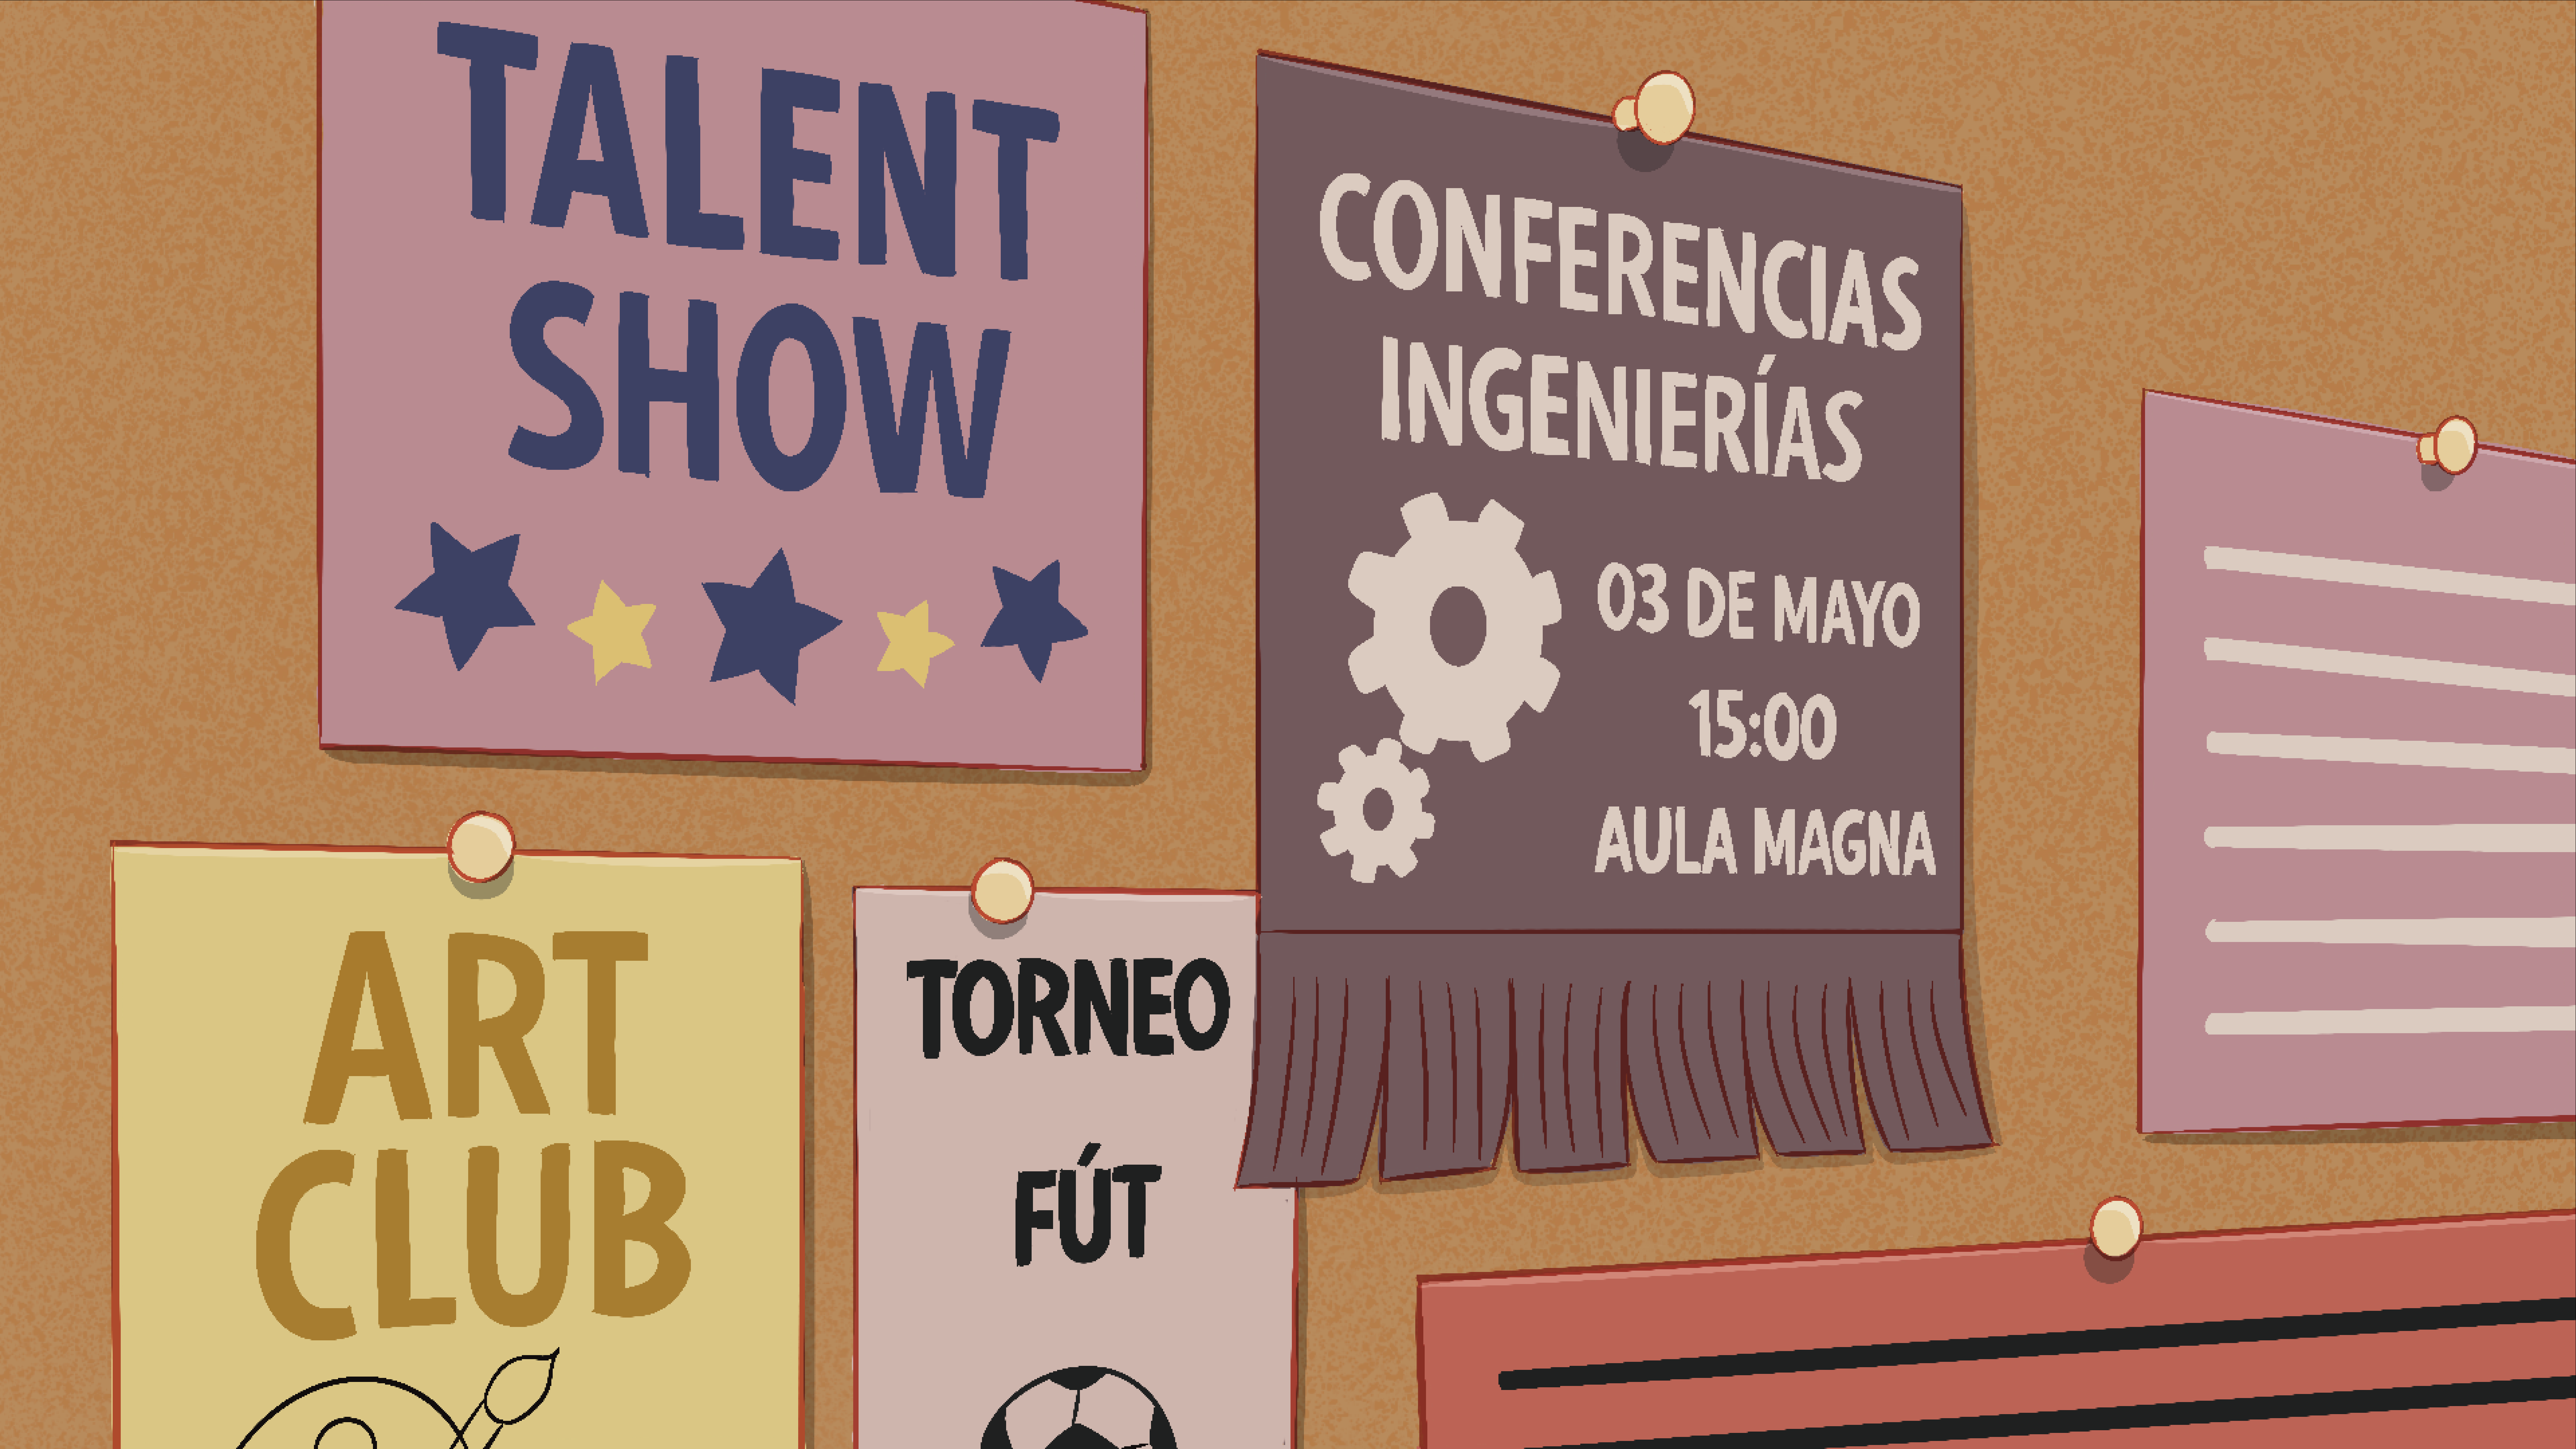 TALENT
SHOW
CONFERENCIAS
INGENIERÍAS
03 DE MAYO
15:00
AULA MAGNA
ART
CLUB
TORNEO
FÚT